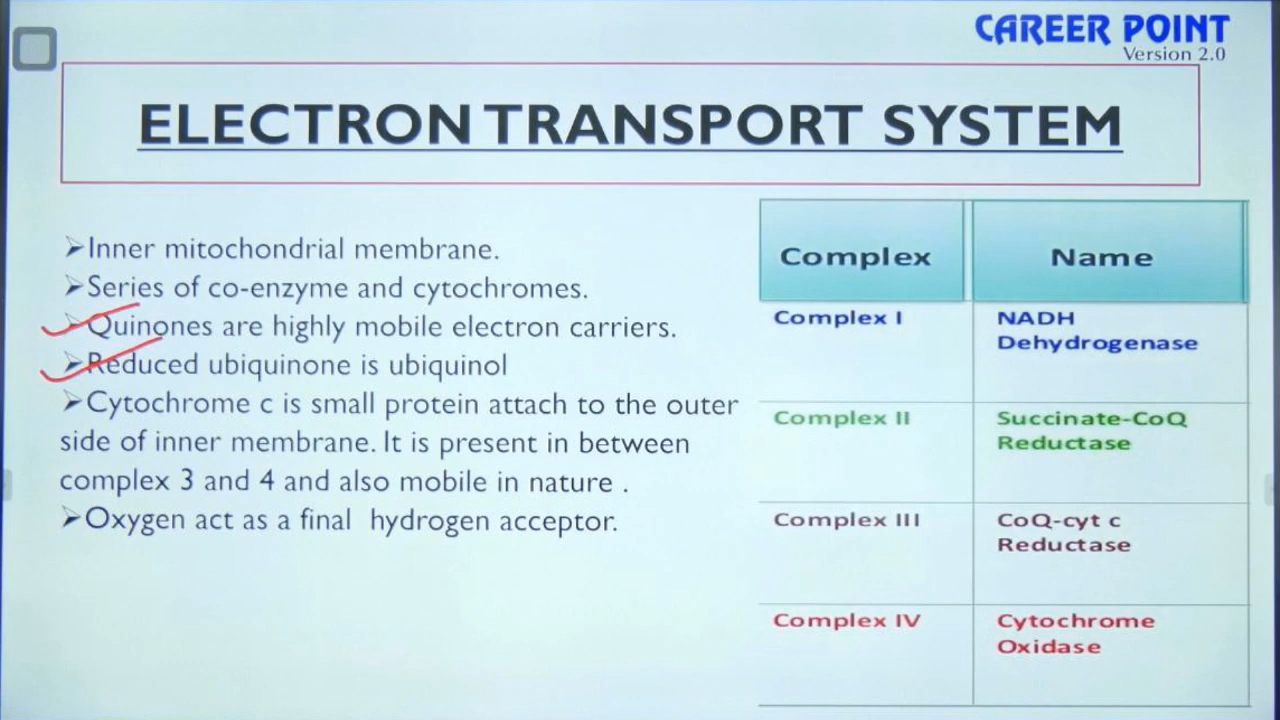 CAREER POINT
Version 2.0
ELECTRON TRANSPORT SYSTEM
➢Inner mitochondrial membrane.
➢Series of co-enzyme and cytochromes.
➢Quinones are highly mobile electron carriers.
➢Reduced ubiquinone is ubiquinol
➢Cytochrome c is small protein attach to the outer
side of inner membrane. It is present in between
complex 3 and 4 and also mobile in nature .
➢Oxygen act as a final hydrogen acceptor.
Complex Name
Complex I NADH
Dehydrogenase
Complex II Succinate-CoQ
Reductase
Complex III CoQ-cyt c
Reductase
Complex IV Cytochrome
Oxidase